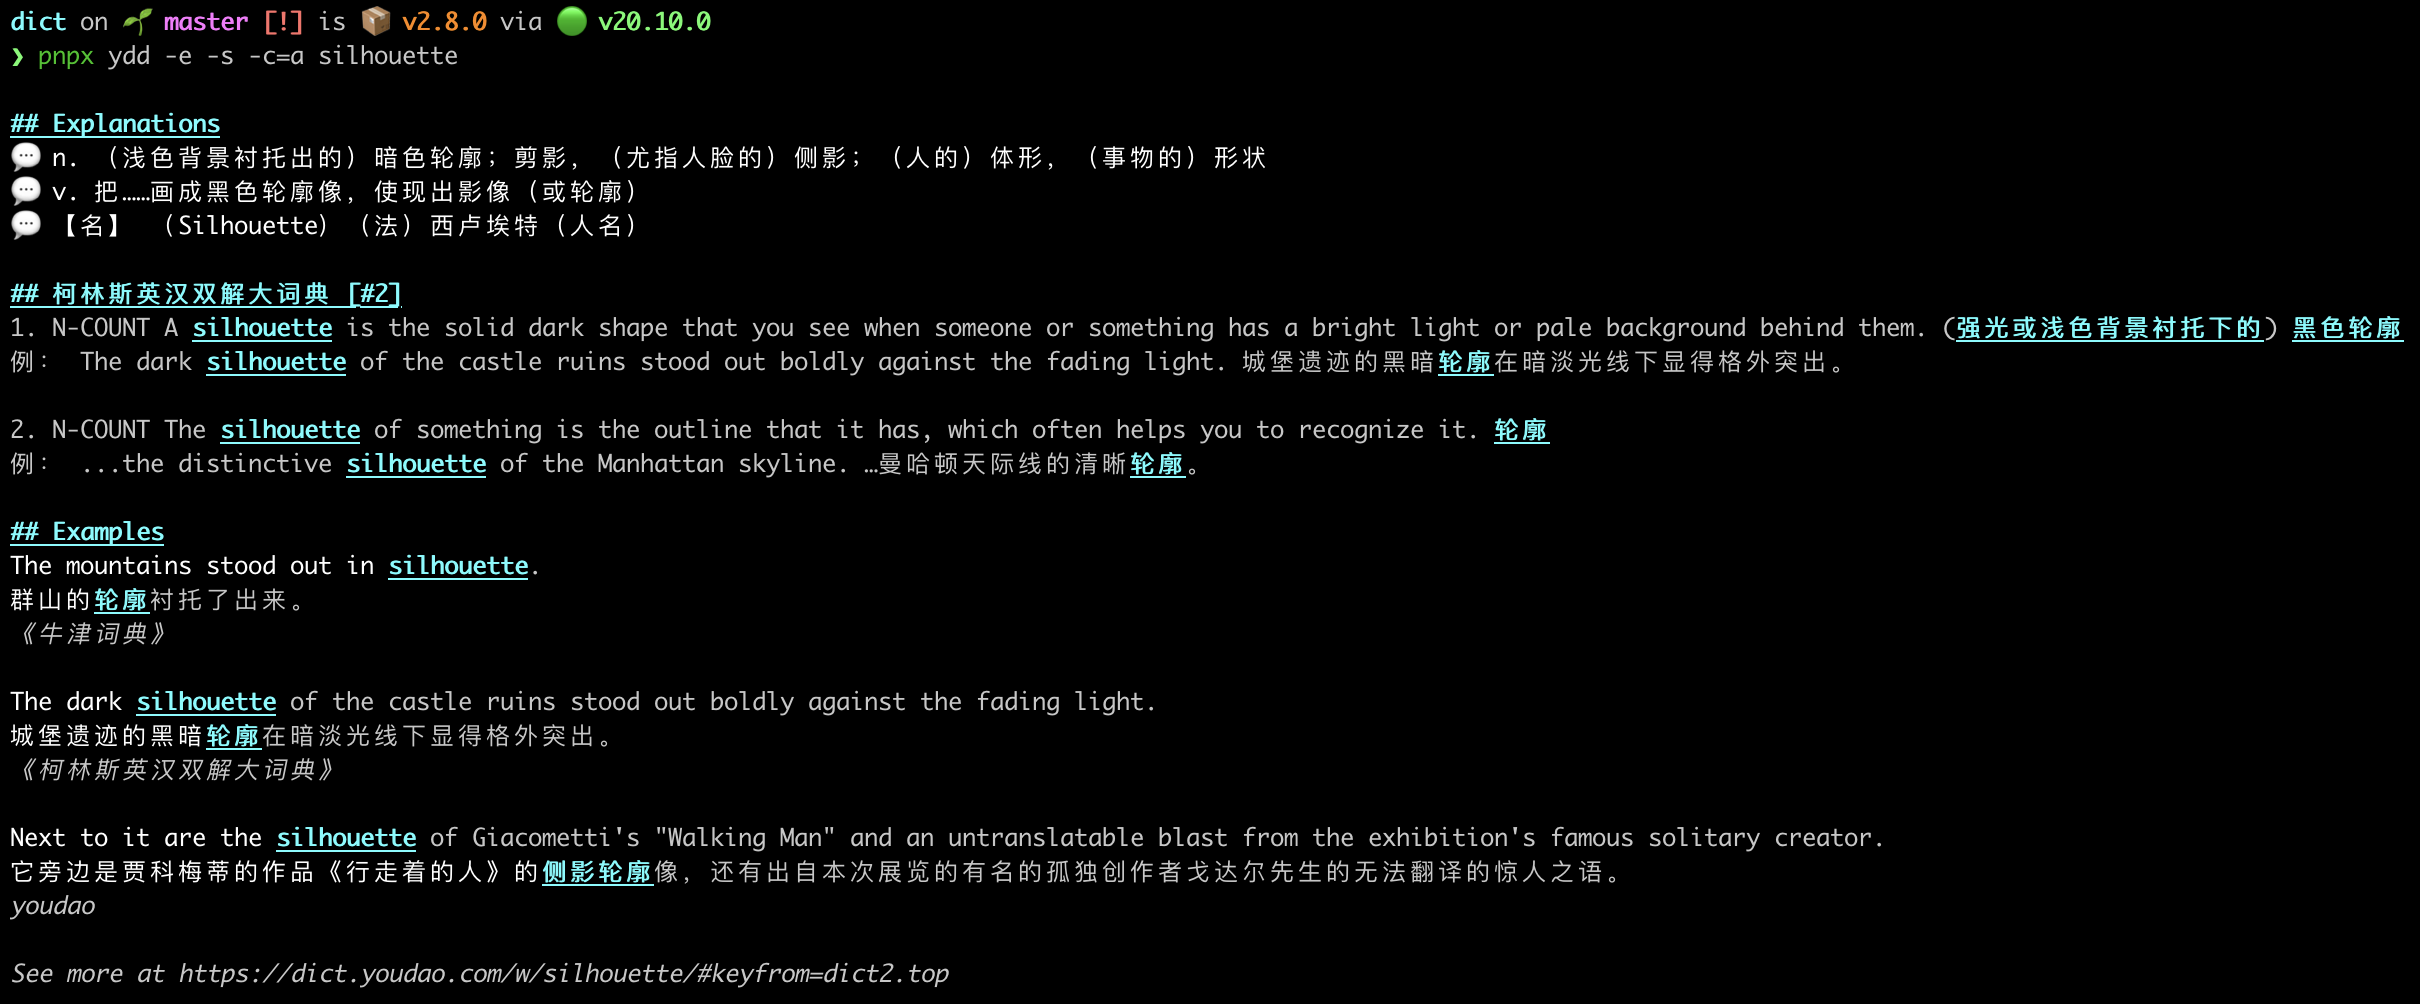 dict on 🌱 master [!] is 📦 v2.8.0 via 🟢 v20.10.0
❯ pnpx ydd -e -s -c=a silhouette
## Explanations
💬 n. （浅色背景衬托出的）暗色轮廓；剪影，（尤指人脸的）侧影；（人的）体形，（事物的）形状
💬 v. 把……画成黑色轮廓像，使现出影像（或轮廓）
💬 【名】 （Silhouette）（法）西卢埃特（人名）
## 柯林斯英汉双解大词典 [#2]
1. N-COUNT A silhouette is the solid dark shape that you see when someone or something has a bright light or pale background behind them. (强光或浅色背景衬托下的) 黑色轮廓
例： The dark silhouette of the castle ruins stood out boldly against the fading light. 城堡遗迹的黑暗轮廓在暗淡光线下显得格外突出。
2. N-COUNT The silhouette of something is the outline that it has, which often helps you to recognize it. 轮廓
例： ...the distinctive silhouette of the Manhattan skyline. …曼哈顿天际线的清晰轮廓。
## Examples
The mountains stood out in silhouette.
群山的轮廓衬托了出来。
《牛津词典》
The dark silhouette of the castle ruins stood out boldly against the fading light.
城堡遗迹的黑暗轮廓在暗淡光线下显得格外突出。
《柯林斯英汉双解大词典》
Next to it are the silhouette of Giacometti's "Walking Man" and an untranslatable blast from the exhibition's famous solitary creator.
它旁边是贾科梅蒂的作品《行走着的人》的侧影轮廓像，还有出自本次展览的有名的孤独创作者戈达尔先生的无法翻译的惊人之语。
youdao
See more at https://dict.youdao.com/w/silhouette/#keyfrom=dict2.top